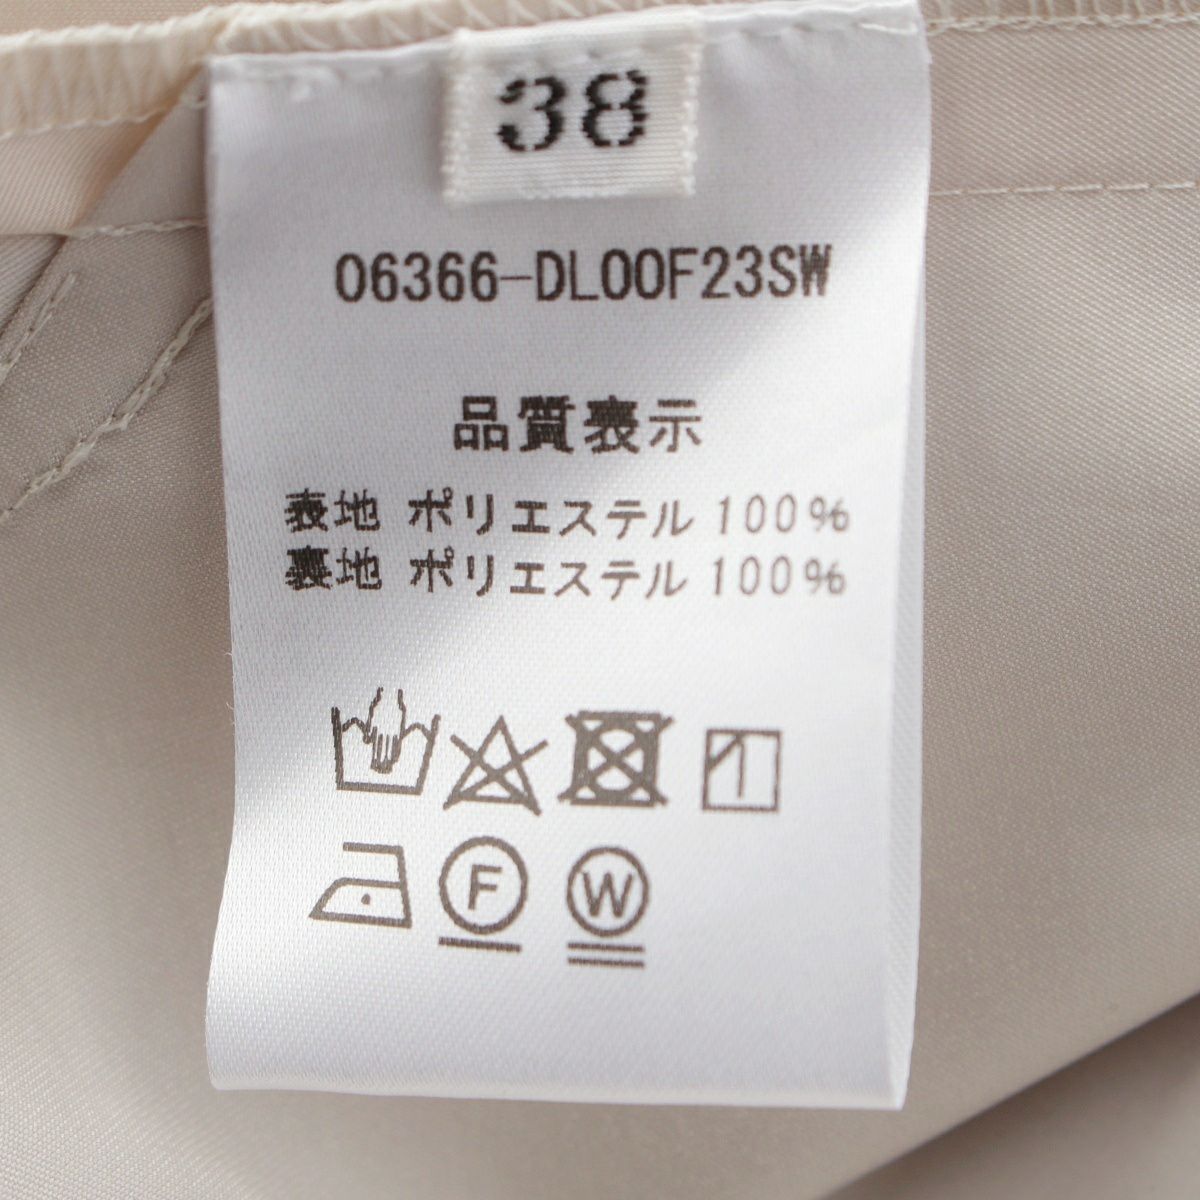 38
06366-DL00F23SW
品質表示
表地 ポリエステル 100%
裏地 ポリエステル 100%
F W